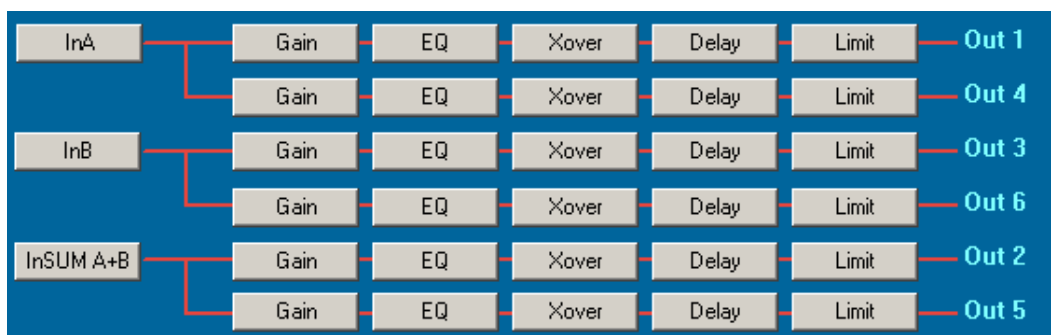 InA Gain EQ Xover Delay Limit Out 1
Gain EQ Xover Delay Limit Out 4
InB Gain EQ Xover Delay Limit Out 3
Gain EQ Xover Delay Limit Out 6
InSUM A+B Gain EQ Xover Delay Limit Out 2
Gain EQ Xover Delay Limit Out 5